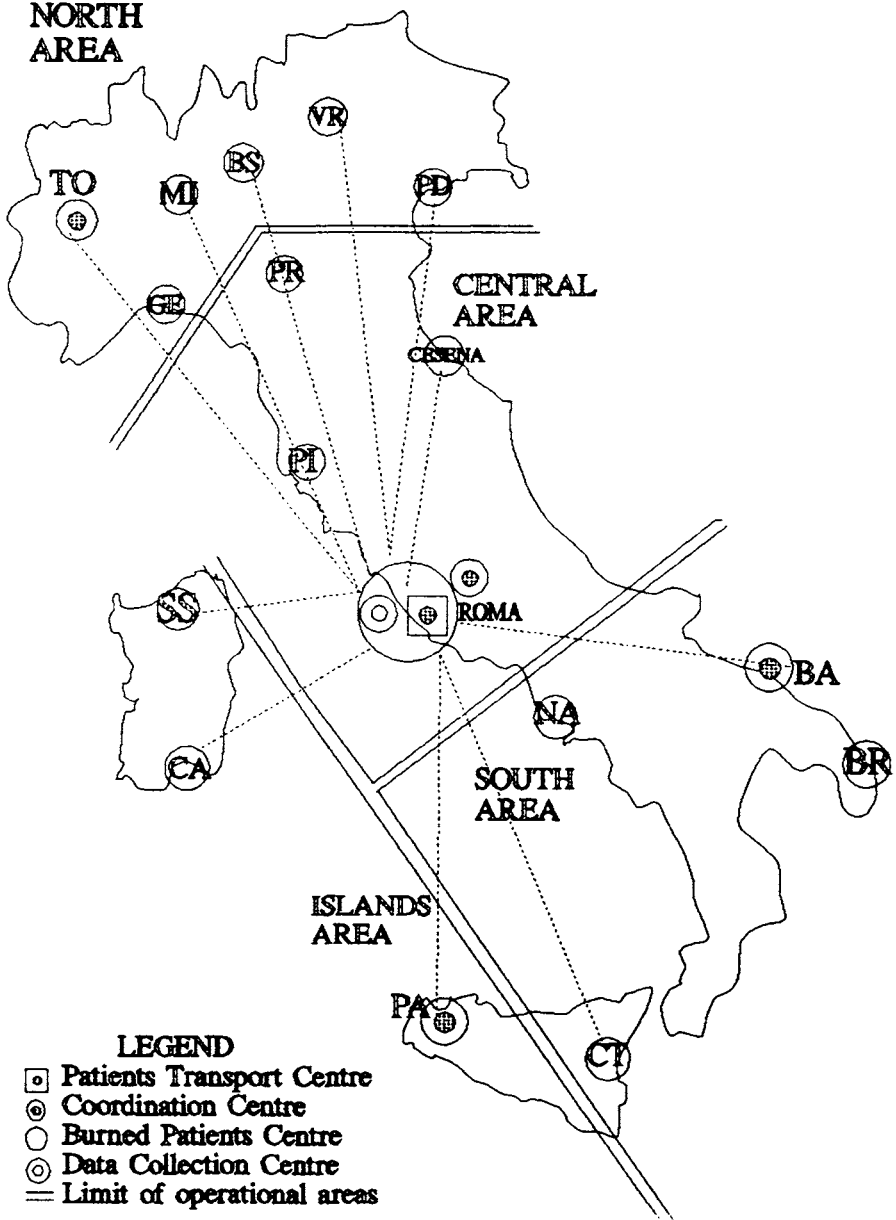 NORTH
AREA
VR
BS
TO
MI
PD
PR
GE
CENTRAL
AREA
CESENA
PI
SS
ROMA
BA
CA
NA
BR
SOUTH
AREA
ISLANDS
AREA
PA
CT
LEGEND
Patients Transport Centre
Coordination Centre
Burned Patients Centre
Data Collection Centre
Limit of operational areas